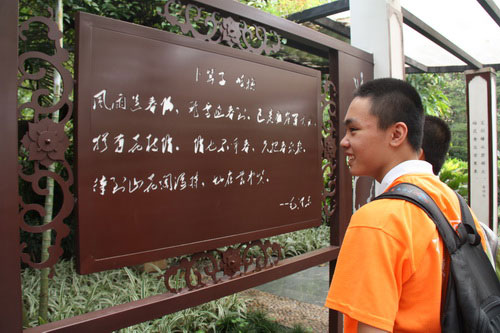 卜算子 咏梅
风雨送春归，飞雪迎春到，已是悬崖百丈冰，
犹有花枝俏。俏也不争春，只把春来报，
待到山花烂漫时，她在丛中笑。
——毛泽东